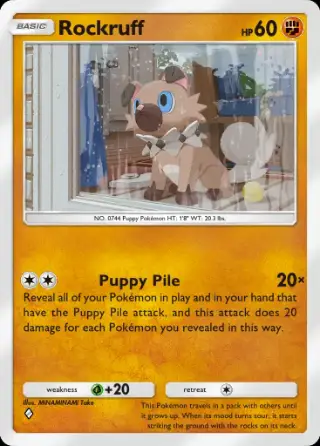 BASIC Rockruff HP 60
NO. 0744 Puppy Pokémon HT: 1'8" WT: 20.3 lbs.
Puppy Pile 20×
Reveal all of your Pokémon in play and in your hand that
have the Puppy Pile attack, and this attack does 20
damage for each Pokémon you revealed in this way.
weakness +20 retreat
Illus. MINAMINAMI Take
This Pokémon travels in a pack with others until
it grows up. When its mood turns sour, it starts
striking the ground with the rocks on its neck.